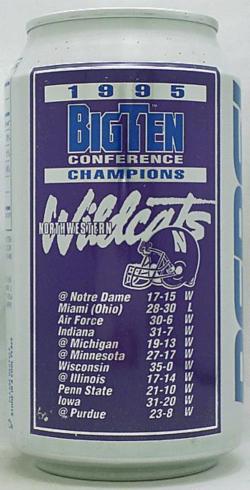 1995
BIGTEN
CONFERENCE
CHAMPIONS
Wildcats
NORTHWESTERN
N
@ Notre Dame 17-15 W
Miami (Ohio) 28-30 L
Air Force 30-6 W
Indiana 31-7 W
@ Michigan 19-13 W
@ Minnesota 27-17 W
Wisconsin 35-0 W
@ Illinois 17-14 W
Penn State 21-10 W
Iowa 31-20 W
@ Purdue 23-8 W